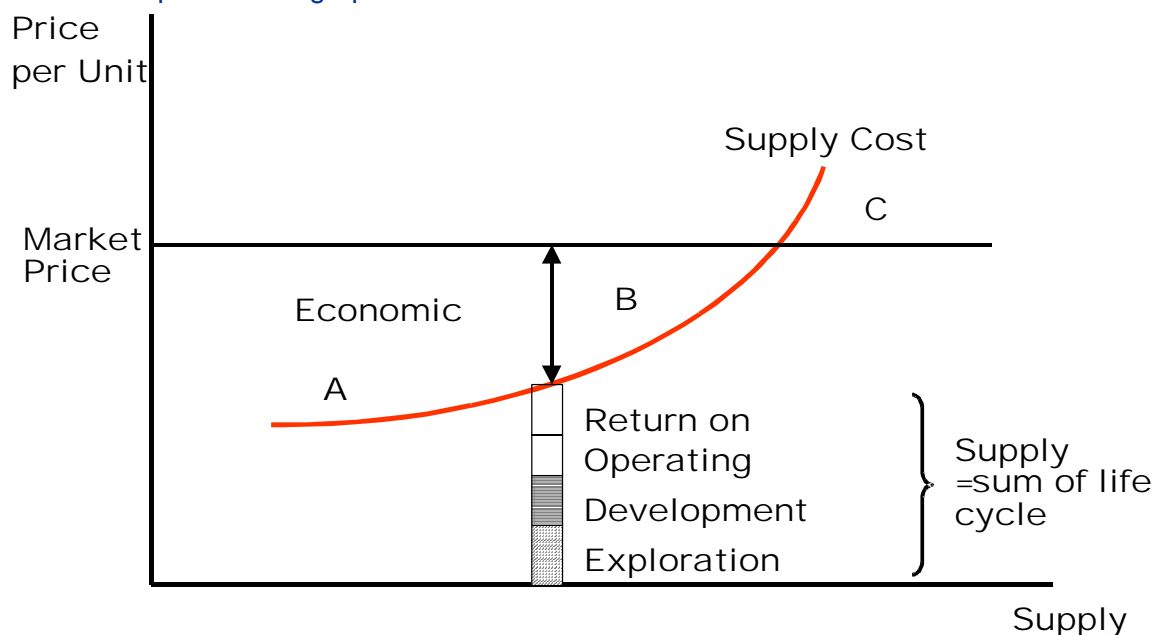 Price
per Unit
Supply Cost
C
Market
Price
B
Economic
A
Return on
Operating
Development
Exploration
Supply
=sum of life
cycle
Supply